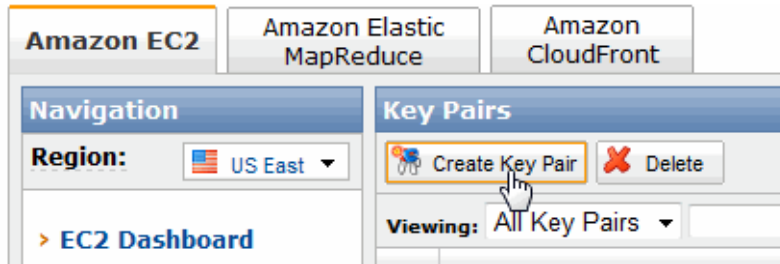 Amazon EC2
Amazon Elastic
MapReduce
Amazon
CloudFront
Navigation
Key Pairs
Region:
US East
Create Key Pair
Delete
Viewing:
All Key Pairs
> EC2 Dashboard